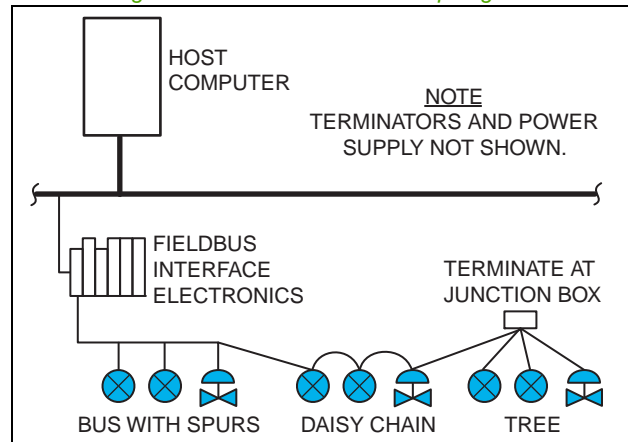 HOST
COMPUTER
NOTE
TERMINATORS AND POWER
SUPPLY NOT SHOWN.
FIELDBUS
INTERFACE
ELECTRONICS
TERMINATE AT
JUNCTION BOX
BUS WITH SPURS
DAISY CHAIN
TREE